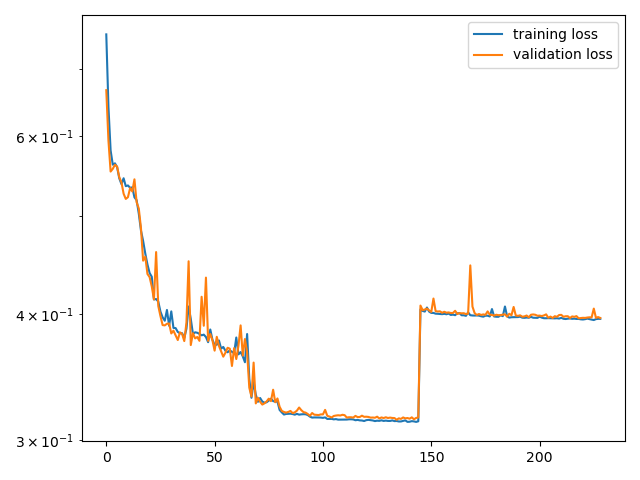 training loss
validation loss
6 × 10⁻¹
4 × 10⁻¹
3 × 10⁻¹
0 50 100 150 200